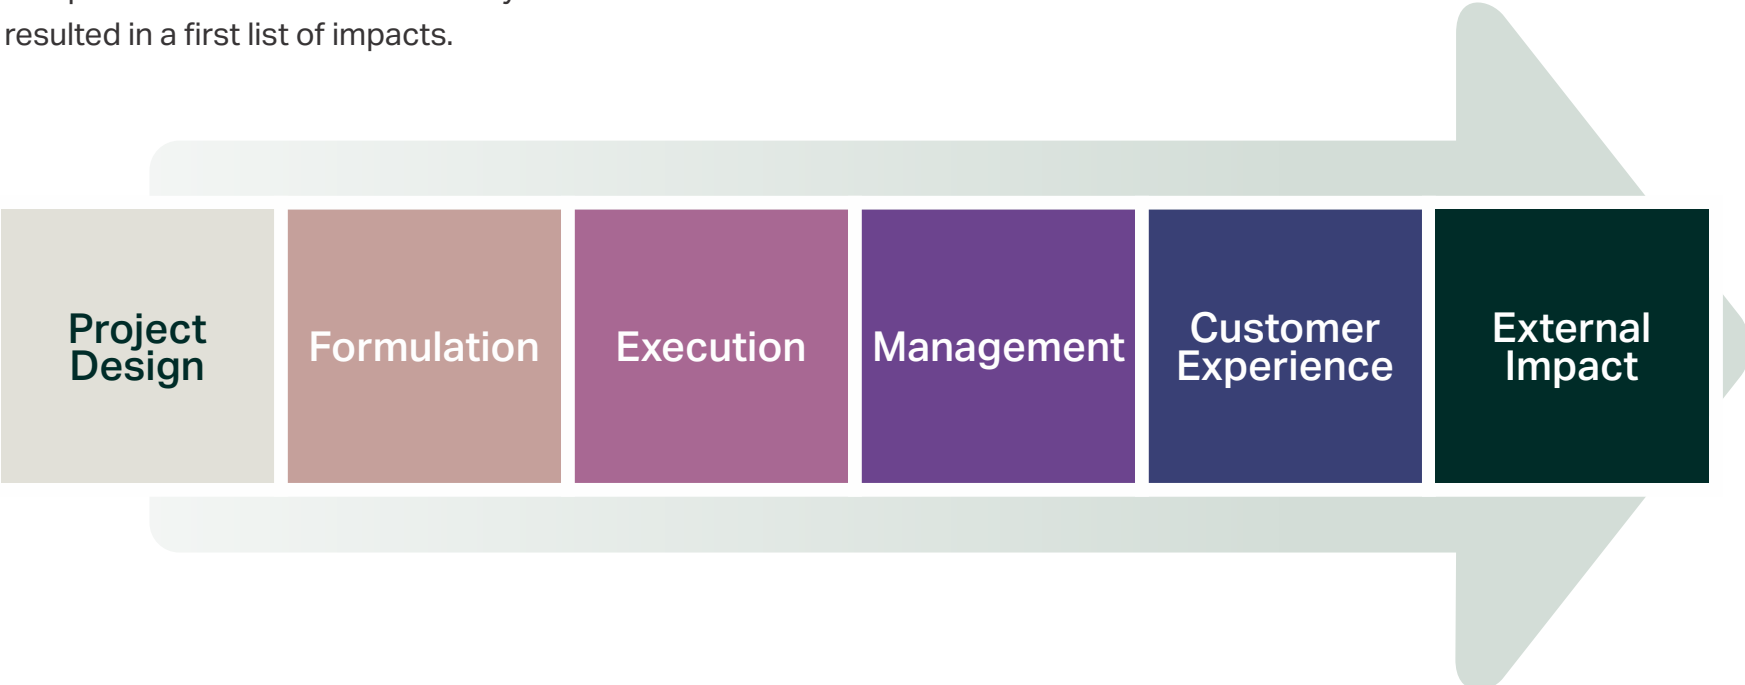 resulted in a first list of impacts.
Project
Design
Formulation
Execution
Management
Customer
Experience
External
Impact